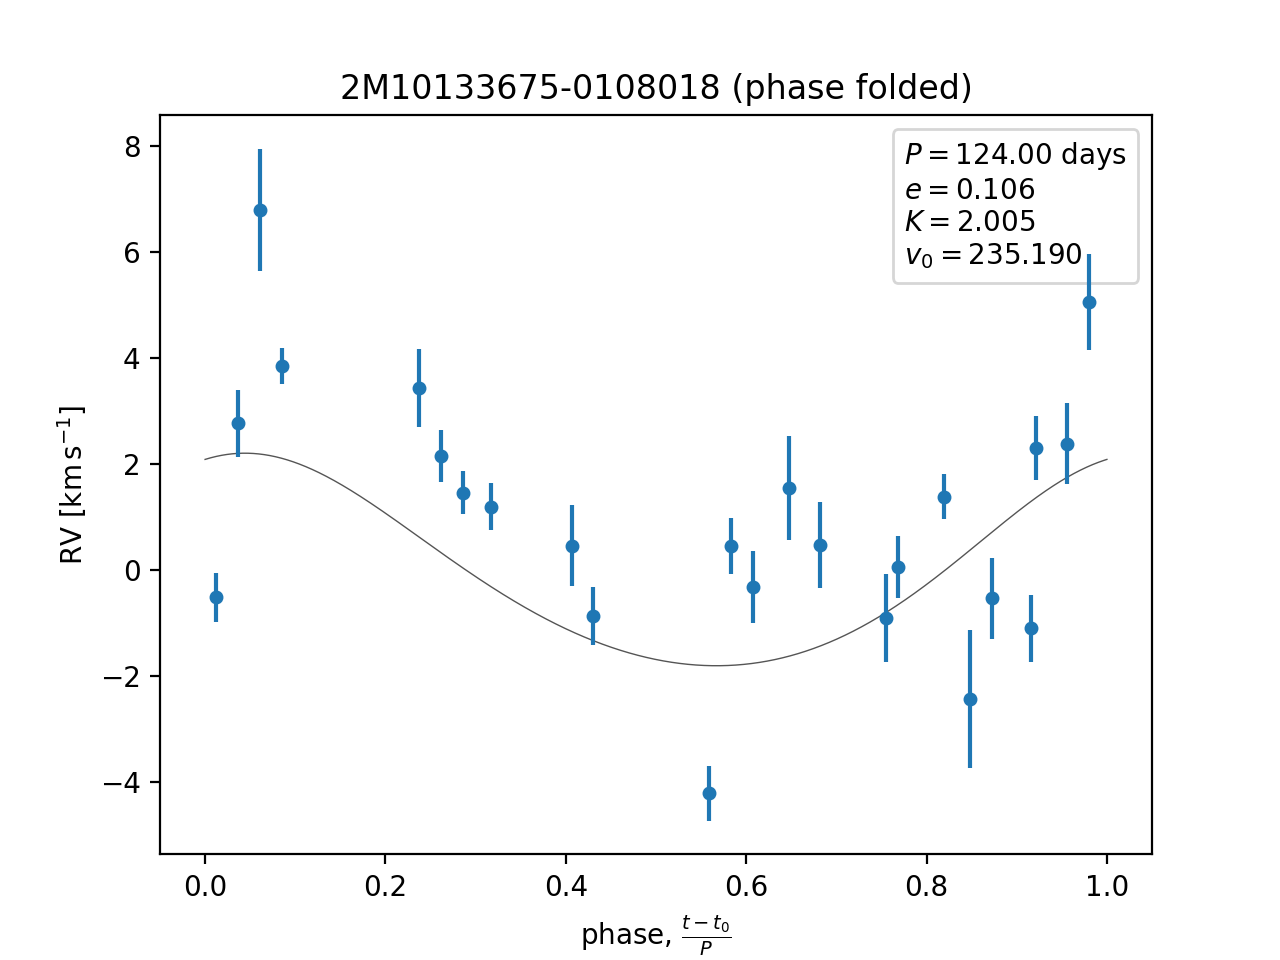 2M10133675-0108018 (phase folded)
P = 124.00 days
e = 0.106
K = 2.005
v₀ = 235.190
RV [km s⁻¹]
8
6
4
2
0
−2
−4
0.0 0.2 0.4 0.6 0.8 1.0
phase, (t − t₀)/P